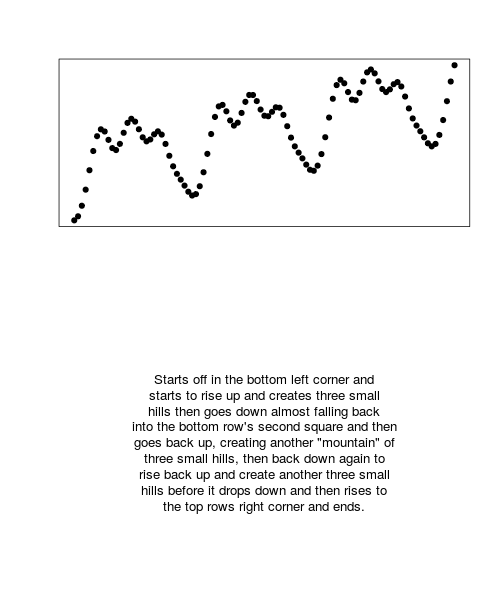 Starts off in the bottom left corner and
starts to rise up and creates three small
hills then goes down almost falling back
into the bottom row's second square and then
goes back up, creating another "mountain" of
three small hills, then back down again to
rise back up and create another three small
hills before it drops down and then rises to
the top rows right corner and ends.